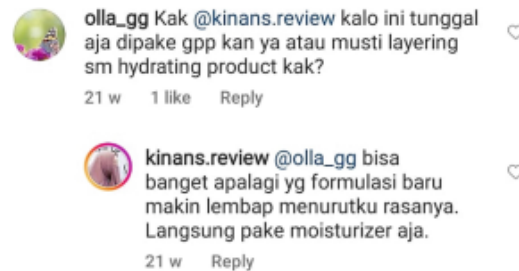 olla_gg Kak @kinans.review kalo ini tunggal
aja dipake gpp kan ya atau musti layering
sm hydrating product kak?
21 w 1 like Reply
kinans.review @olla_gg bisa
banget apalagi yg formulasi baru
makin lembap menurutku rasanya.
Langsung pake moisturizer aja.
21 w Reply